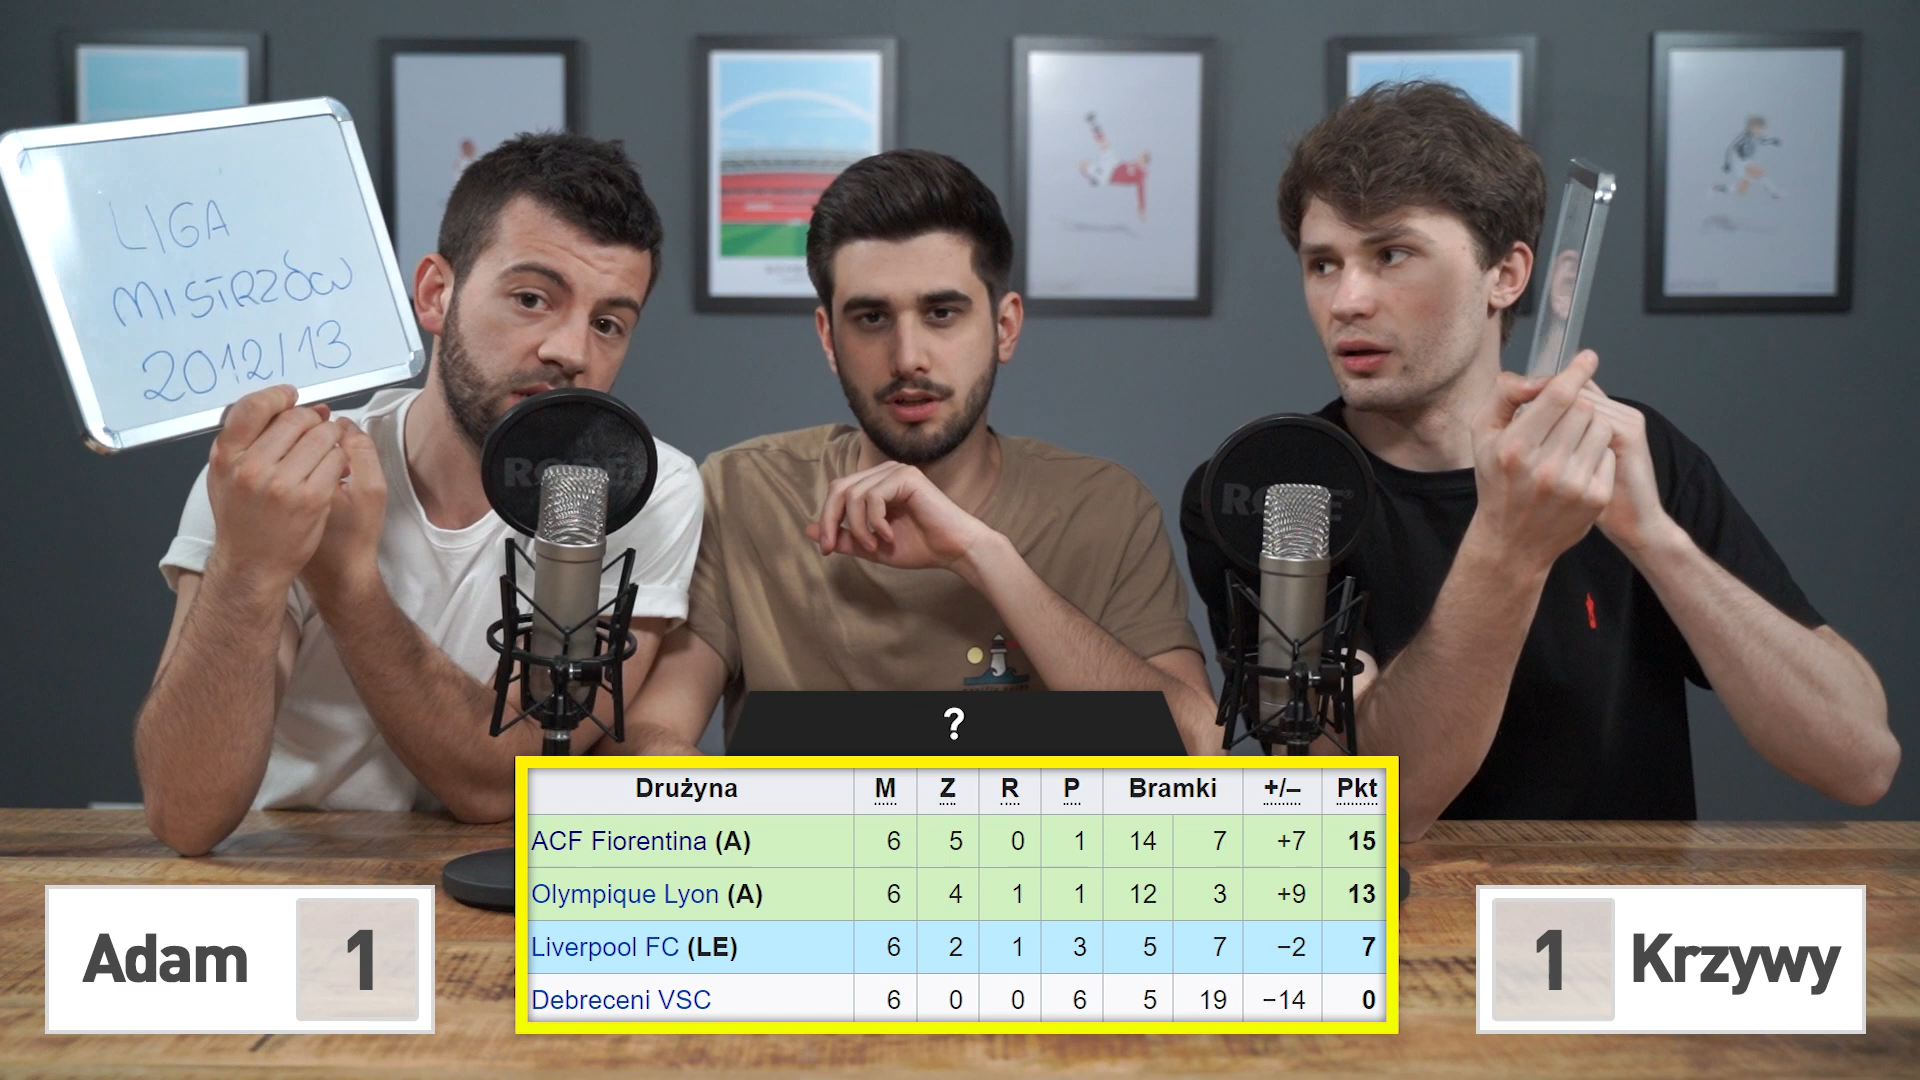 LIGA
MISTRZÓW
2012/13
?
Drużyna M Z R P Bramki +/– Pkt
ACF Fiorentina (A) 6 5 0 1 14 7 +7 15
Olympique Lyon (A) 6 4 1 1 12 3 +9 13
Liverpool FC (LE) 6 2 1 3 5 7 −2 7
Debreceni VSC 6 0 0 6 5 19 −14 0
Adam 1
1 Krzywy